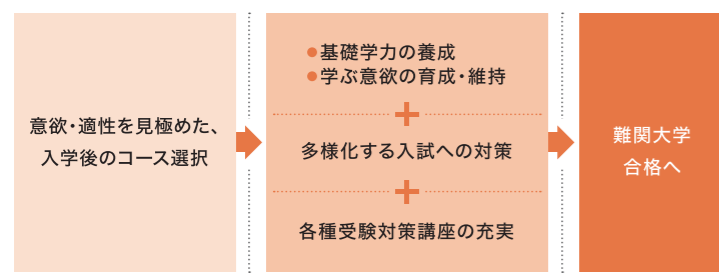 意欲・適性を見極めた、
入学後のコース選択
●基礎学力の養成
●学ぶ意欲の育成・維持
+
多様化する入試への対策
+
各種受験対策講座の充実
難関大学
合格へ